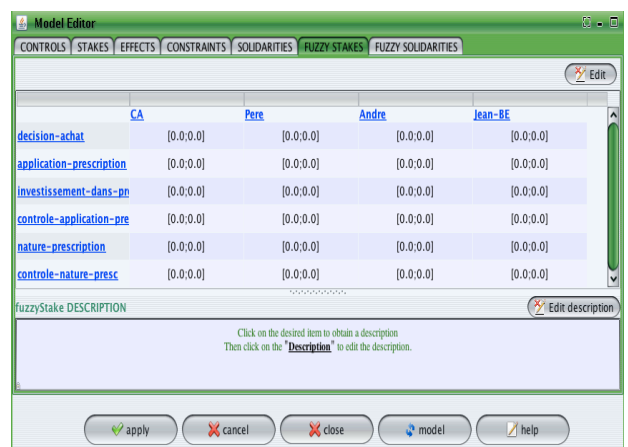 Model Editor
CONTROLS STAKES EFFECTS CONSTRAINTS SOLIDARITIES FUZZY STAKES FUZZY SOLIDARITIES
Edit
CA Pere Andre Jean-BE
decision-achat [0.0;0.0] [0.0;0.0] [0.0;0.0] [0.0;0.0]
application-prescription [0.0;0.0] [0.0;0.0] [0.0;0.0] [0.0;0.0]
investissement-dans-pr [0.0;0.0] [0.0;0.0] [0.0;0.0] [0.0;0.0]
controle-application-pre [0.0;0.0] [0.0;0.0] [0.0;0.0] [0.0;0.0]
nature-prescription [0.0;0.0] [0.0;0.0] [0.0;0.0] [0.0;0.0]
controle-nature-presc [0.0;0.0] [0.0;0.0] [0.0;0.0] [0.0;0.0]
fuzzyStake DESCRIPTION Edit description
Click on the desired item to obtain a description
Then click on the "Description" to edit the description.
apply cancel close model help